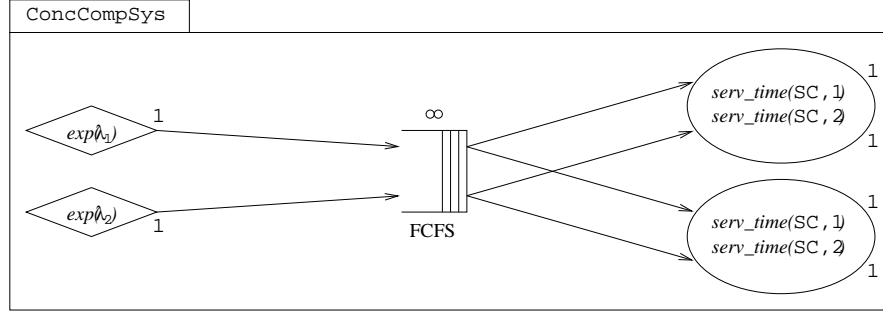 ConcCompSys
exp(λ1)
1
exp(λ2)
1
∞
FCFS
1
serv_time(SC,1)
serv_time(SC,2)
1
1
serv_time(SC,1)
serv_time(SC,2)
1